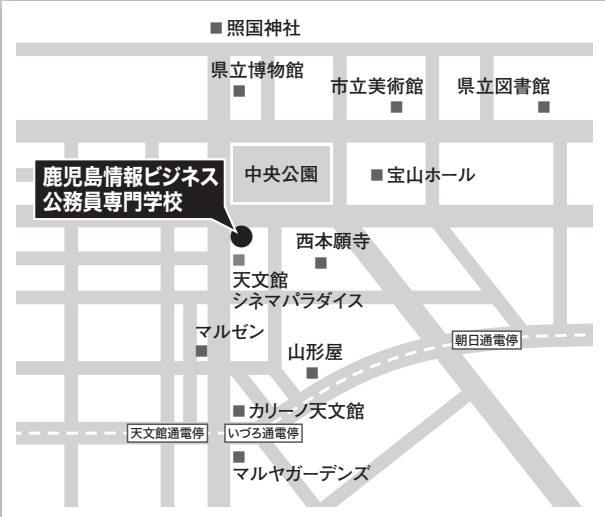 照国神社
県立博物館
市立美術館
県立図書館
鹿児島情報ビジネス
公務員専門学校
中央公園
宝山ホール
西本願寺
天文館
シネマパラダイス
マルゼン
朝日通電停
山形屋
カリーノ天文館
天文館通電停
いづろ通電停
マルヤガーデンズ